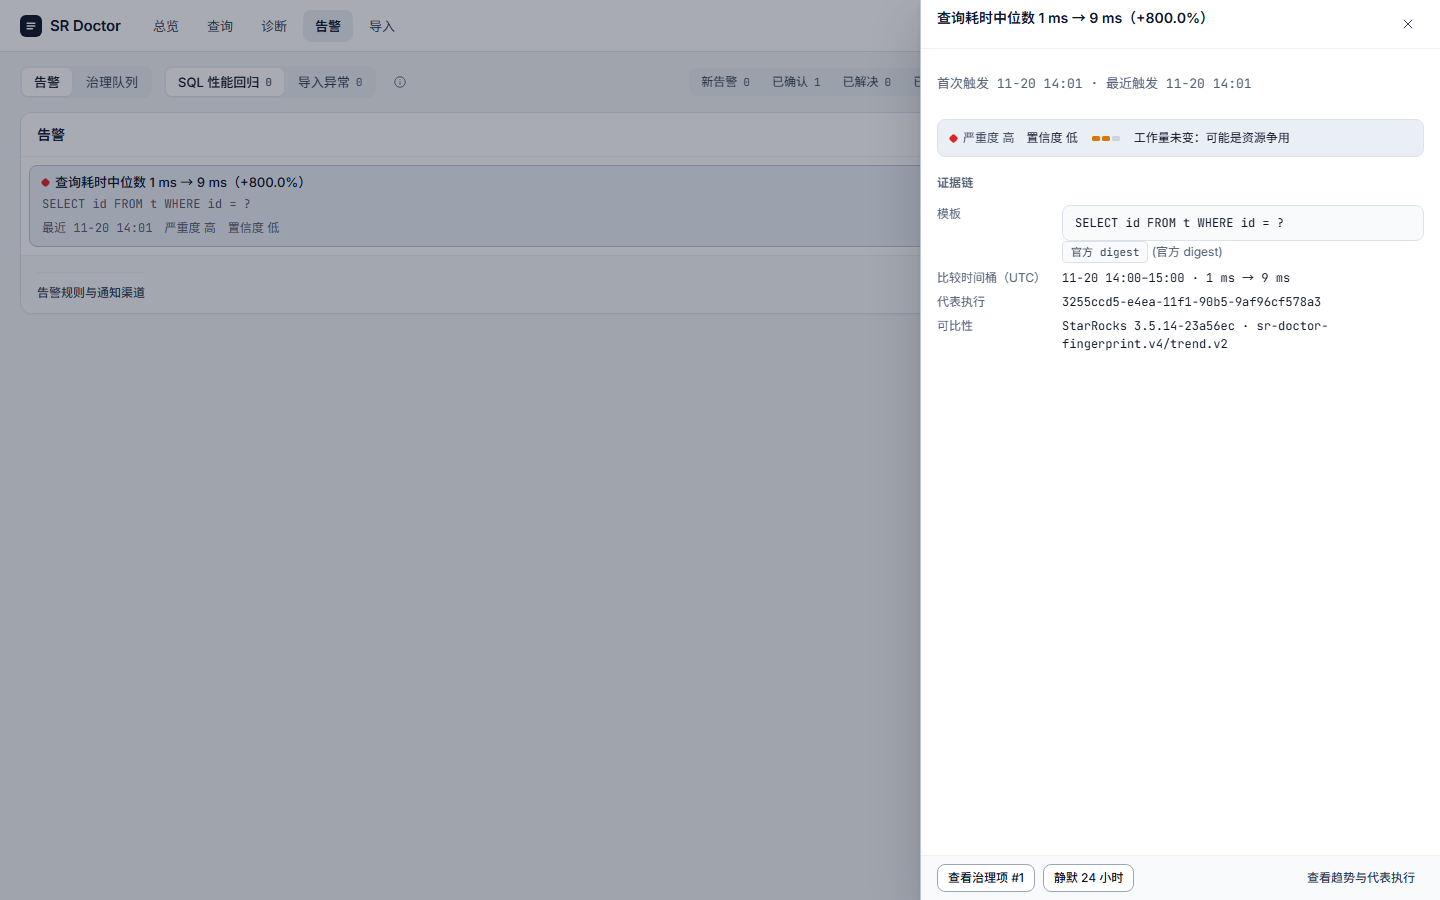 SR Doctor 总览 查询 诊断 告警 导入
告警 治理队列 SQL 性能回归 0 导入异常 0 新告警 0 已确认 1 已解决 0
告警
查询耗时中位数 1 ms → 9 ms（+800.0%）
SELECT id FROM t WHERE id = ?
最近 11-20 14:01 严重度 高 置信度 低
告警规则与通知渠道
查询耗时中位数 1 ms → 9 ms（+800.0%）
首次触发 11-20 14:01 · 最近触发 11-20 14:01
严重度 高 置信度 低 工作量未变：可能是资源争用
证据链
模板 SELECT id FROM t WHERE id = ?
官方 digest (官方 digest)
比较时间桶（UTC） 11-20 14:00–15:00 · 1 ms → 9 ms
代表执行 3255ccd5-e4ea-11f1-90b5-9af96cf578a3
可比性 StarRocks 3.5.14-23a56ec · sr-doctor-
fingerprint.v4/trend.v2
查看治理项 #1 静默 24 小时 查看趋势与代表执行